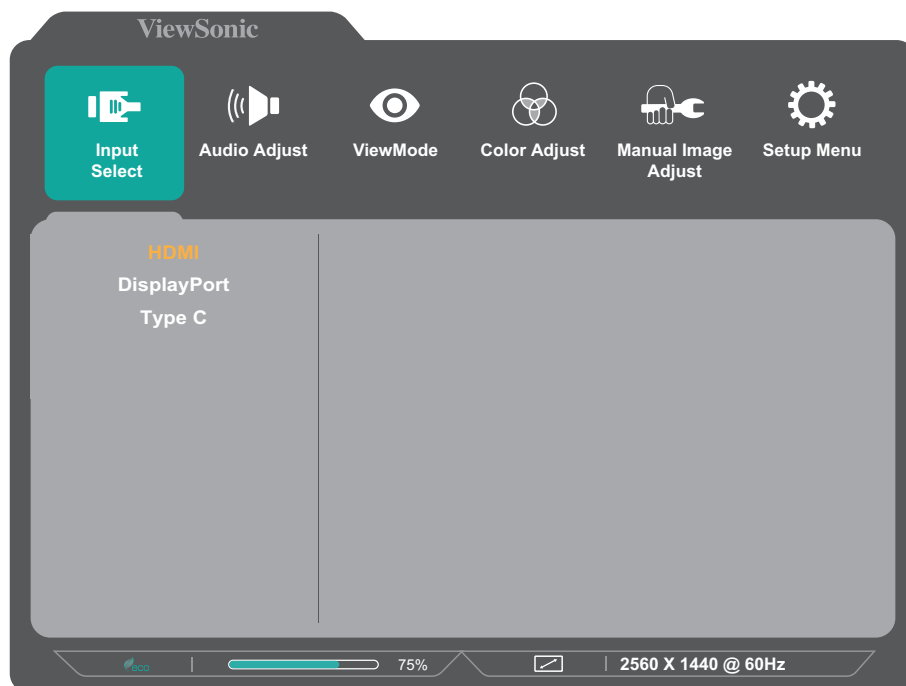 ViewSonic
Input
Select
Audio Adjust
ViewMode
Color Adjust
Manual Image
Adjust
Setup Menu
HDMI
DisplayPort
Type C
eco
75%
2560 X 1440 @ 60Hz